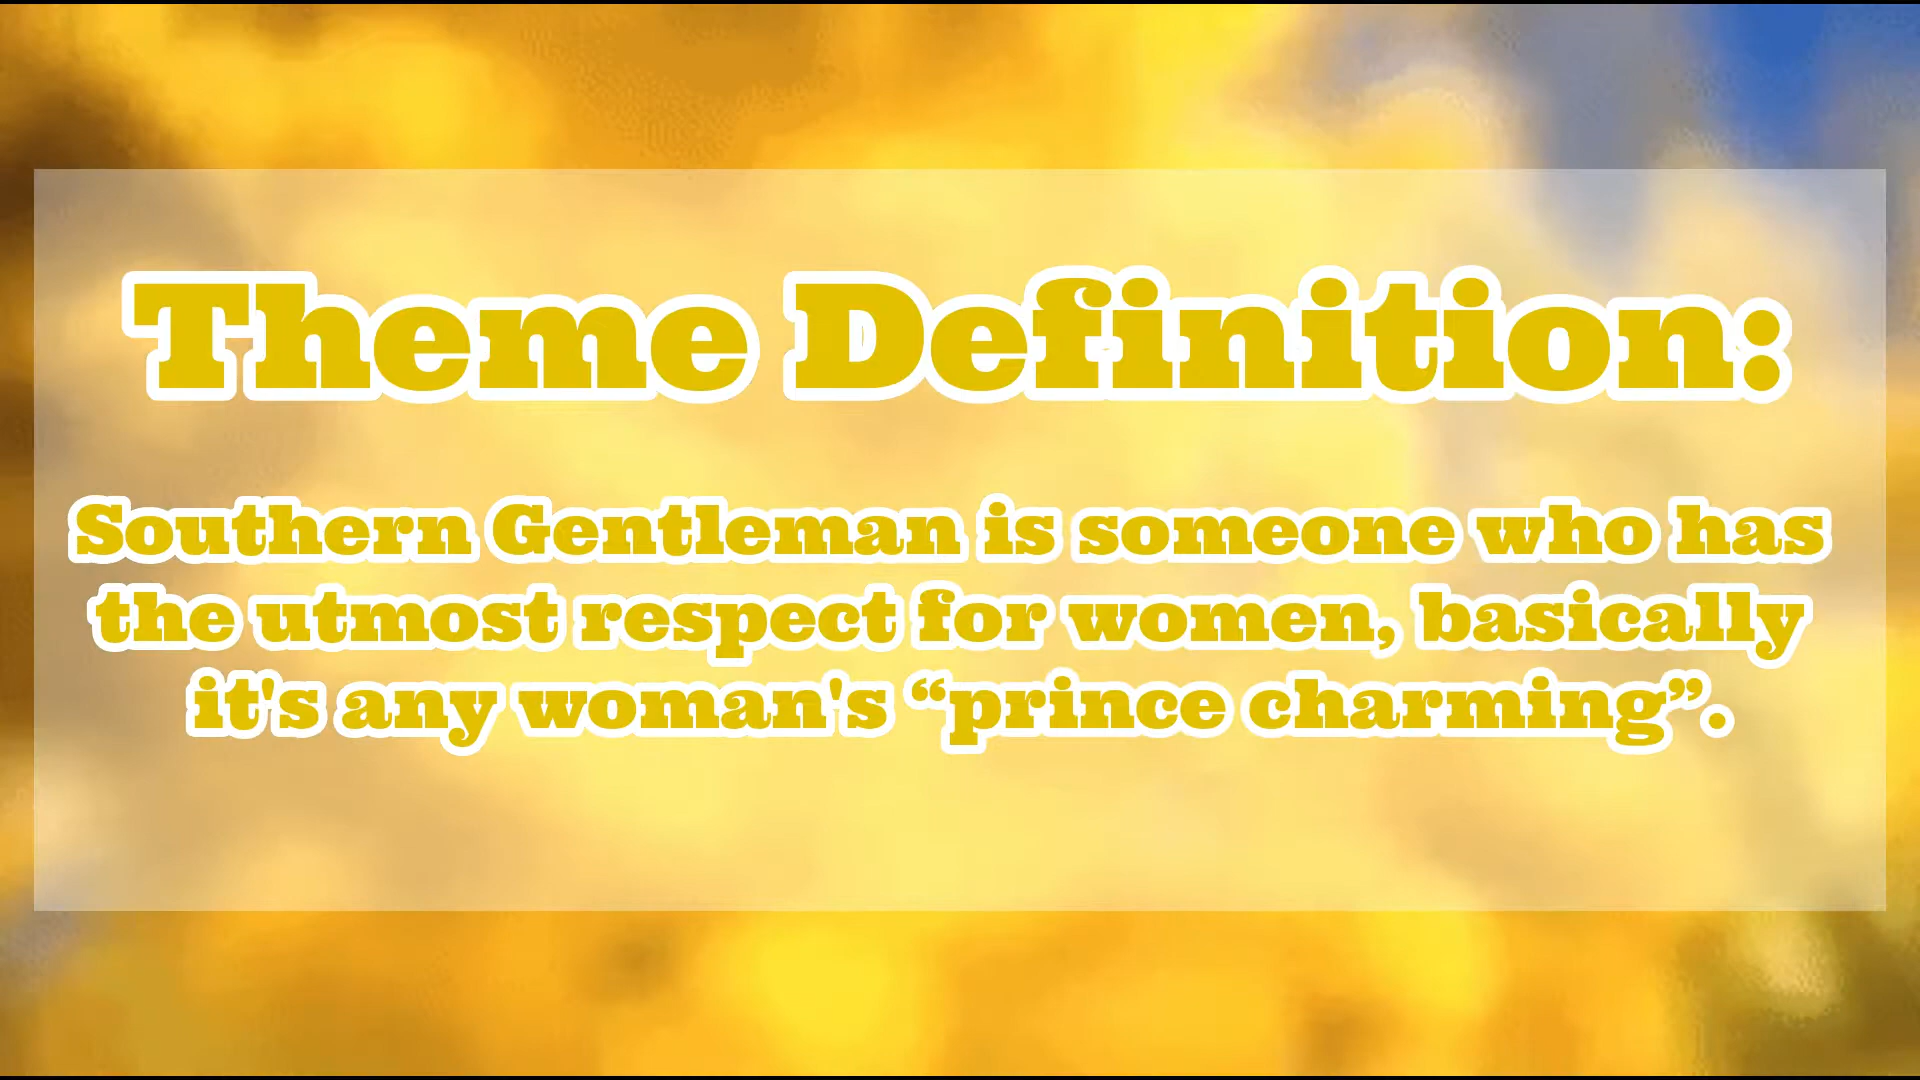 Theme Definition:
Southern Gentleman is someone who has
the utmost respect for women, basically
it's any woman's “prince charming”.